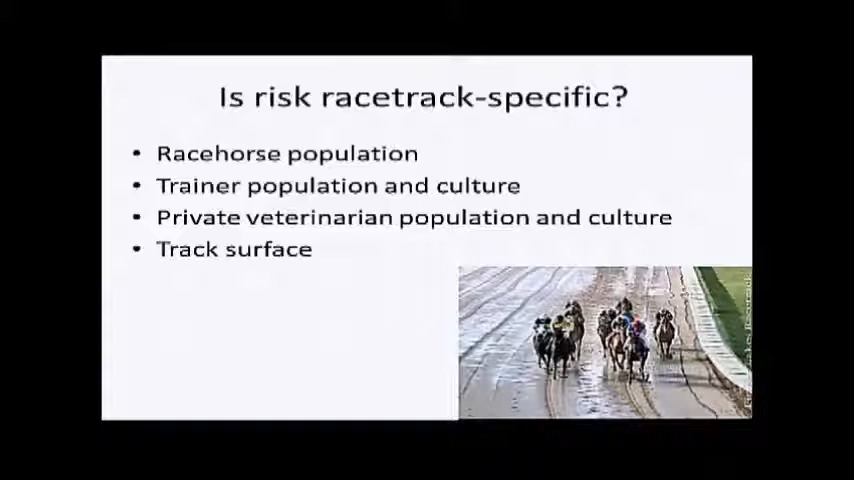 Is risk racetrack-specific?
• Racehorse population
• Trainer population and culture
• Private veterinarian population and culture
• Track surface